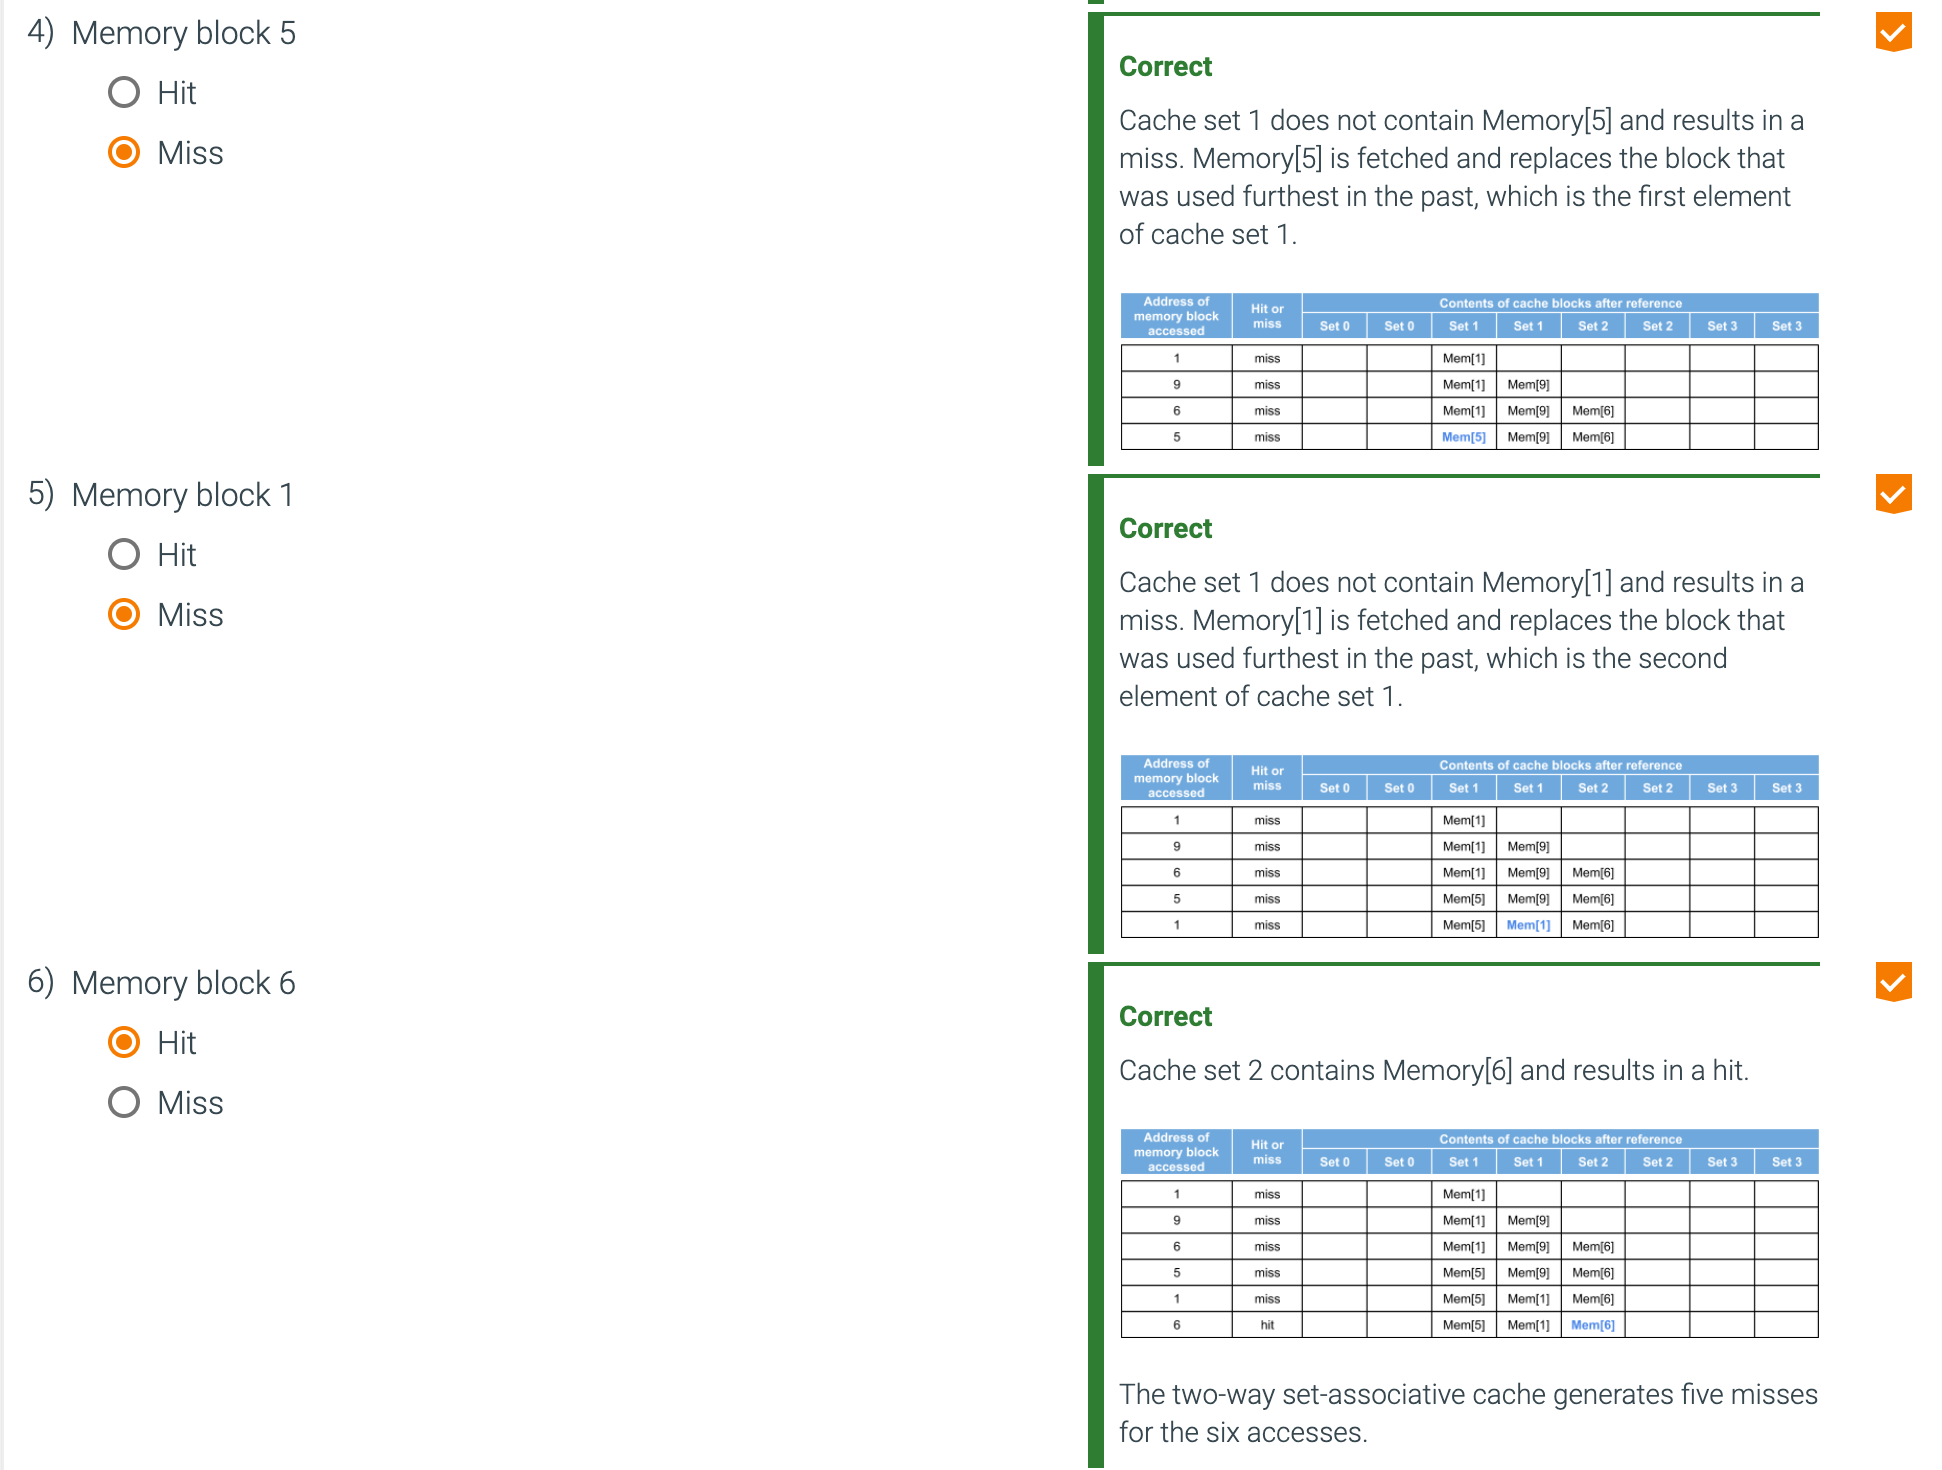 4) Memory block 5
Hit
Miss
Correct
Cache set 1 does not contain Memory[5] and results in a
miss. Memory[5] is fetched and replaces the block that
was used furthest in the past, which is the first element
of cache set 1.
Address of memory block accessed | Hit or miss | Contents of cache blocks after reference
Set 0 | Set 0 | Set 1 | Set 1 | Set 2 | Set 2 | Set 3 | Set 3
1 | miss | Mem[1]
9 | miss | Mem[1] | Mem[9]
6 | miss | Mem[1] | Mem[9] | Mem[6]
5 | miss | Mem[5] | Mem[9] | Mem[6]
5) Memory block 1
Hit
Miss
Correct
Cache set 1 does not contain Memory[1] and results in a
miss. Memory[1] is fetched and replaces the block that
was used furthest in the past, which is the second
element of cache set 1.
Address of memory block accessed | Hit or miss | Contents of cache blocks after reference
Set 0 | Set 0 | Set 1 | Set 1 | Set 2 | Set 2 | Set 3 | Set 3
1 | miss | Mem[1]
9 | miss | Mem[1] | Mem[9]
6 | miss | Mem[1] | Mem[9] | Mem[6]
5 | miss | Mem[5] | Mem[9] | Mem[6]
1 | miss | Mem[5] | Mem[1] | Mem[6]
6) Memory block 6
Hit
Miss
Correct
Cache set 2 contains Memory[6] and results in a hit.
Address of memory block accessed | Hit or miss | Contents of cache blocks after reference
Set 0 | Set 0 | Set 1 | Set 1 | Set 2 | Set 2 | Set 3 | Set 3
1 | miss | Mem[1]
9 | miss | Mem[1] | Mem[9]
6 | miss | Mem[1] | Mem[9] | Mem[6]
5 | miss | Mem[5] | Mem[9] | Mem[6]
1 | miss | Mem[5] | Mem[1] | Mem[6]
6 | hit | Mem[5] | Mem[1] | Mem[6]
The two-way set-associative cache generates five misses
for the six accesses.